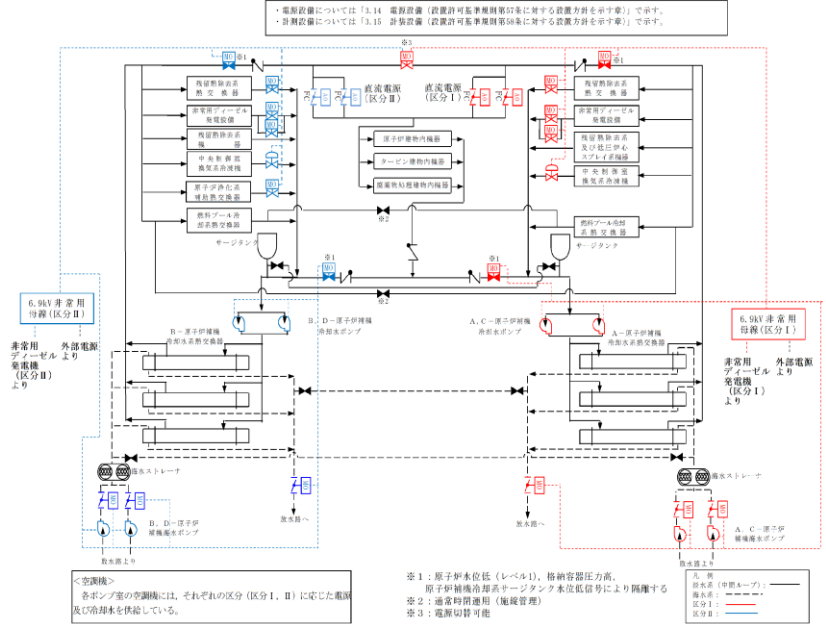 ・電源設備については「3.14 電源設備（設置許可基準規則第57条に対する設置方針を示す章）」で示す。
・計測設備については「3.15 計装設備（設置許可基準規則第58条に対する設置方針を示す章）」で示す。
※3
MO
※1
MO
MO
※1
直流電源
（区分Ⅱ）
直流電源
（区分Ⅰ）
FC
AO
FC
AO
AO
FC
AO
FC
残留熱除去系
熱交換器
MO
非常用ディーゼル
発電設備
MO
MO
残留熱除去系
機器
中央制御室
換気系冷凍機
原子炉浄化系
補助熱交換器
MO
燃料プール冷
却系熱交換器
サージタンク
原子炉建物内機器
タービン建物内機器
廃棄物処理建物内機器
MO
残留熱除去系
熱交換器
MO
MO
非常用ディーゼル
発電設備
残留熱除去系
及び低圧炉心
スプレイ系機器
中央制御室
換気系冷凍機
燃料プール冷却
系熱交換器
サージタンク
※2
※1
MO
※1
MO
※2
6.9kV非常用
母線(区分Ⅱ)
非常用
ディーゼル
発電機
（区分Ⅱ）
より
外部電源
より
B－原子炉補機
冷却水系熱交換器
B，D－原子炉補機
冷却水ポンプ
A，C－原子炉補機
冷却水ポンプ
A－原子炉補機
冷却水系熱交換器
6.9kV非常用
母線(区分Ⅰ)
非常用
ディーゼル
発電機
（区分Ⅰ）
より
外部電源
より
海水ストレーナ
MO
MO
B，D－原子炉
補機海水ポンプ
取水路より
MO
放水路へ
MO
放水路へ
海水ストレーナ
MO
MO
A，C－原子炉
補機海水ポンプ
取水路より
＜空調機＞
各ポンプ室の空調機には，それぞれの区分（区分Ⅰ，Ⅱ）に応じた電源
及び冷却水を供給している。
※1：原子炉水位低（レベル1），格納容器圧力高，
原子炉補機冷却系サージタンク水位低信号により隔離する
※2：通常時閉運用（施錠管理）
※3：電源切替可能
凡例
淡水系（中間ループ）：
海水系：
区分Ⅰ：
区分Ⅱ：